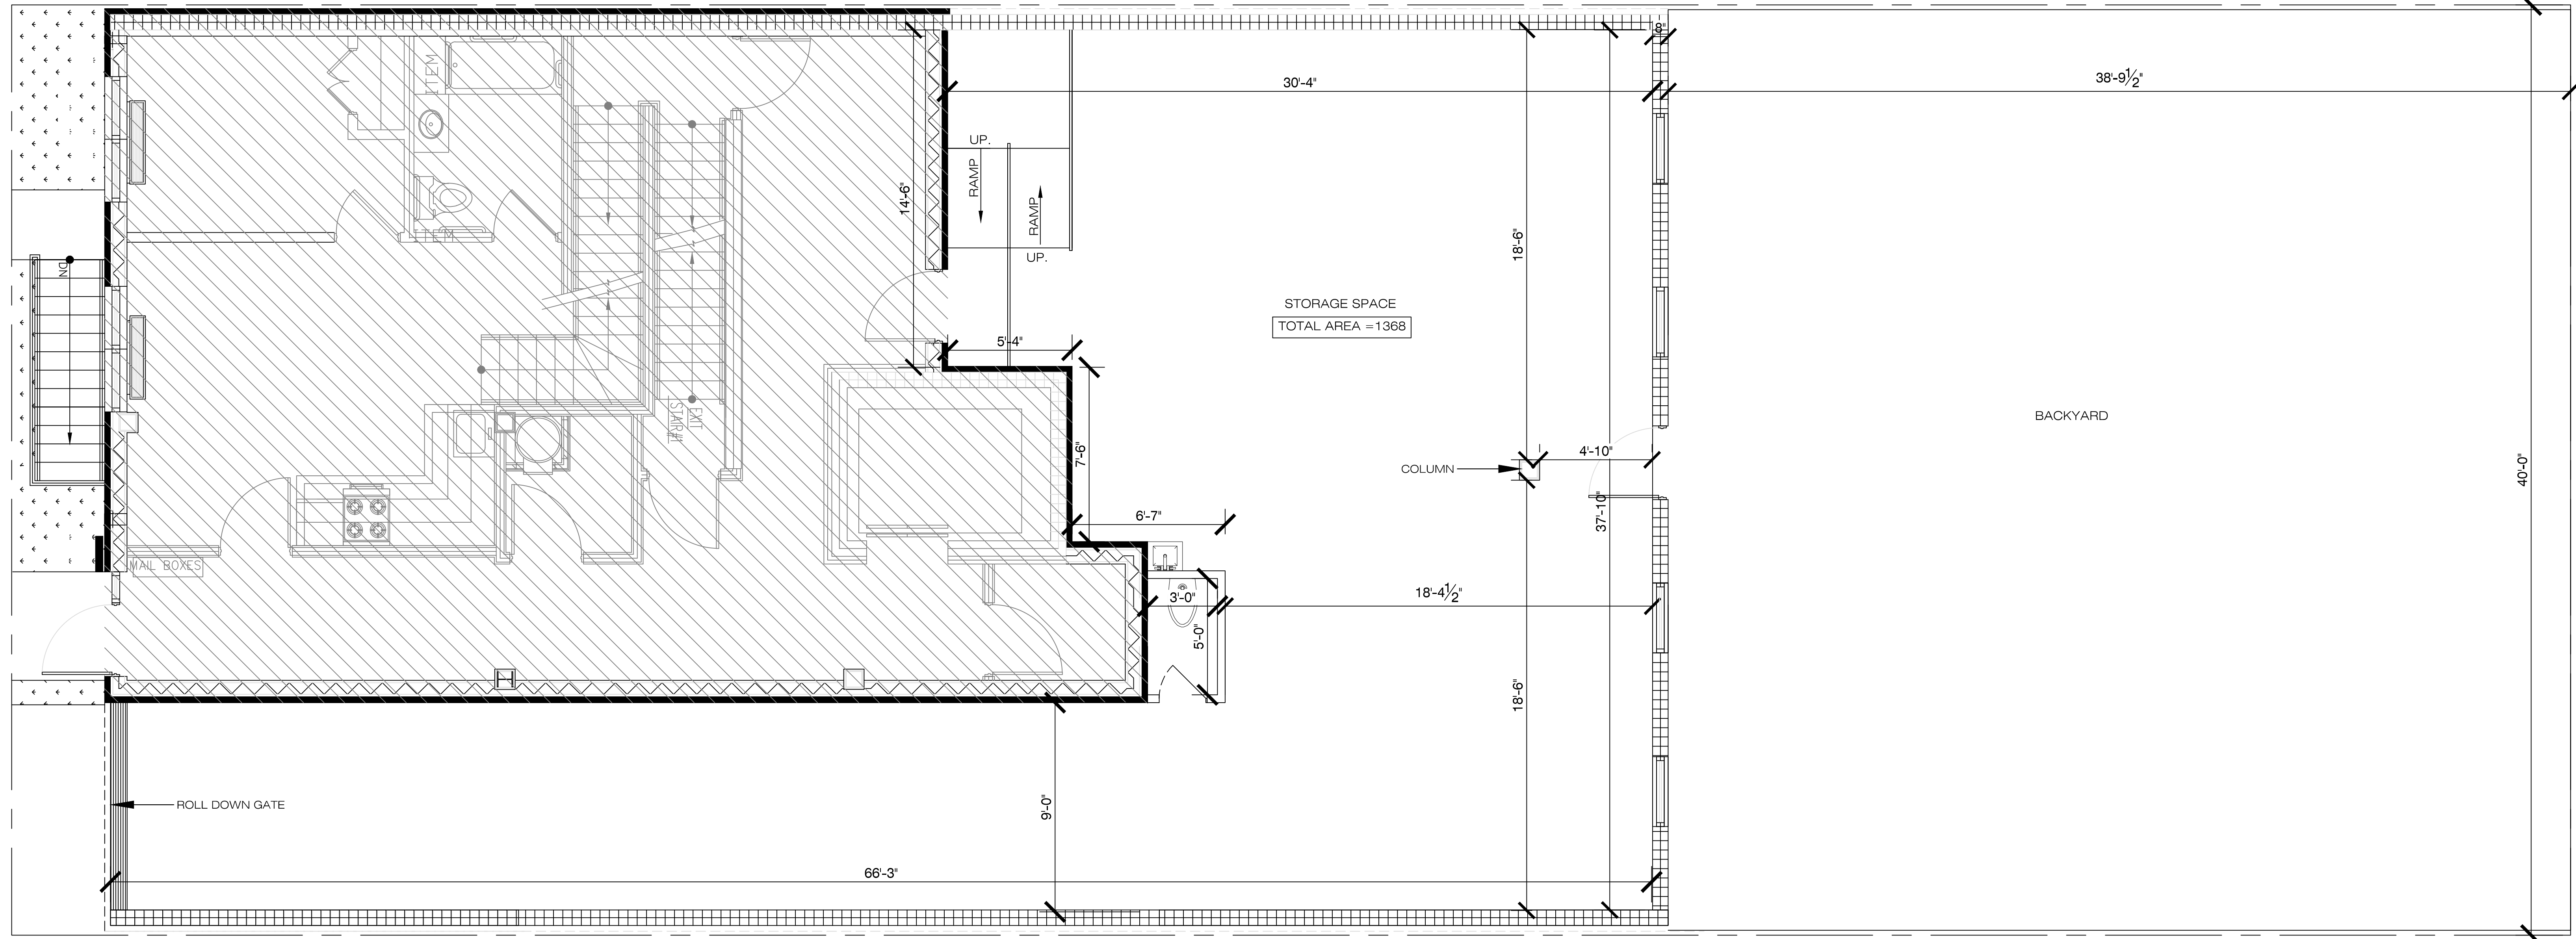 8"
30'-4"
38'-9½"
ITEM
UP.
RAMP
RAMP
UP.
14'-6"
ITEM
18'-6"
DN
STORAGE SPACE
TOTAL AREA =1368
5'-4"
EXIT
STAIR#1
BACKYARD
7'-6"
COLUMN
4'-10"
40'-0"
37'-10"
6'-7"
MAIL BOXES
3'-0"
18'-4½"
5'-0"
18'-6"
ROLL DOWN GATE
9'-0"
66'-3"